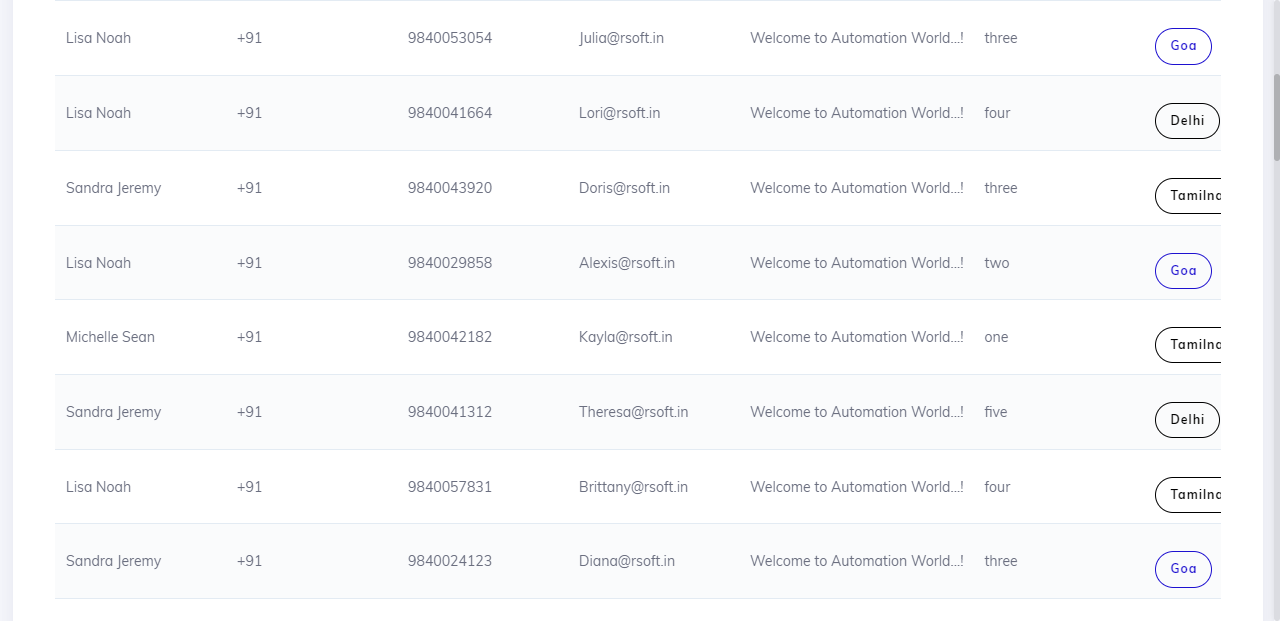 Lisa Noah +91 9840053054 Julia@rsoft.in Welcome to Automation World...! three Goa
Lisa Noah +91 9840041664 Lori@rsoft.in Welcome to Automation World...! four Delhi
Sandra Jeremy +91 9840043920 Doris@rsoft.in Welcome to Automation World...! three Tamilna
Lisa Noah +91 9840029858 Alexis@rsoft.in Welcome to Automation World...! two Goa
Michelle Sean +91 9840042182 Kayla@rsoft.in Welcome to Automation World...! one Tamilna
Sandra Jeremy +91 9840041312 Theresa@rsoft.in Welcome to Automation World...! five Delhi
Lisa Noah +91 9840057831 Brittany@rsoft.in Welcome to Automation World...! four Tamilna
Sandra Jeremy +91 9840024123 Diana@rsoft.in Welcome to Automation World...! three Goa